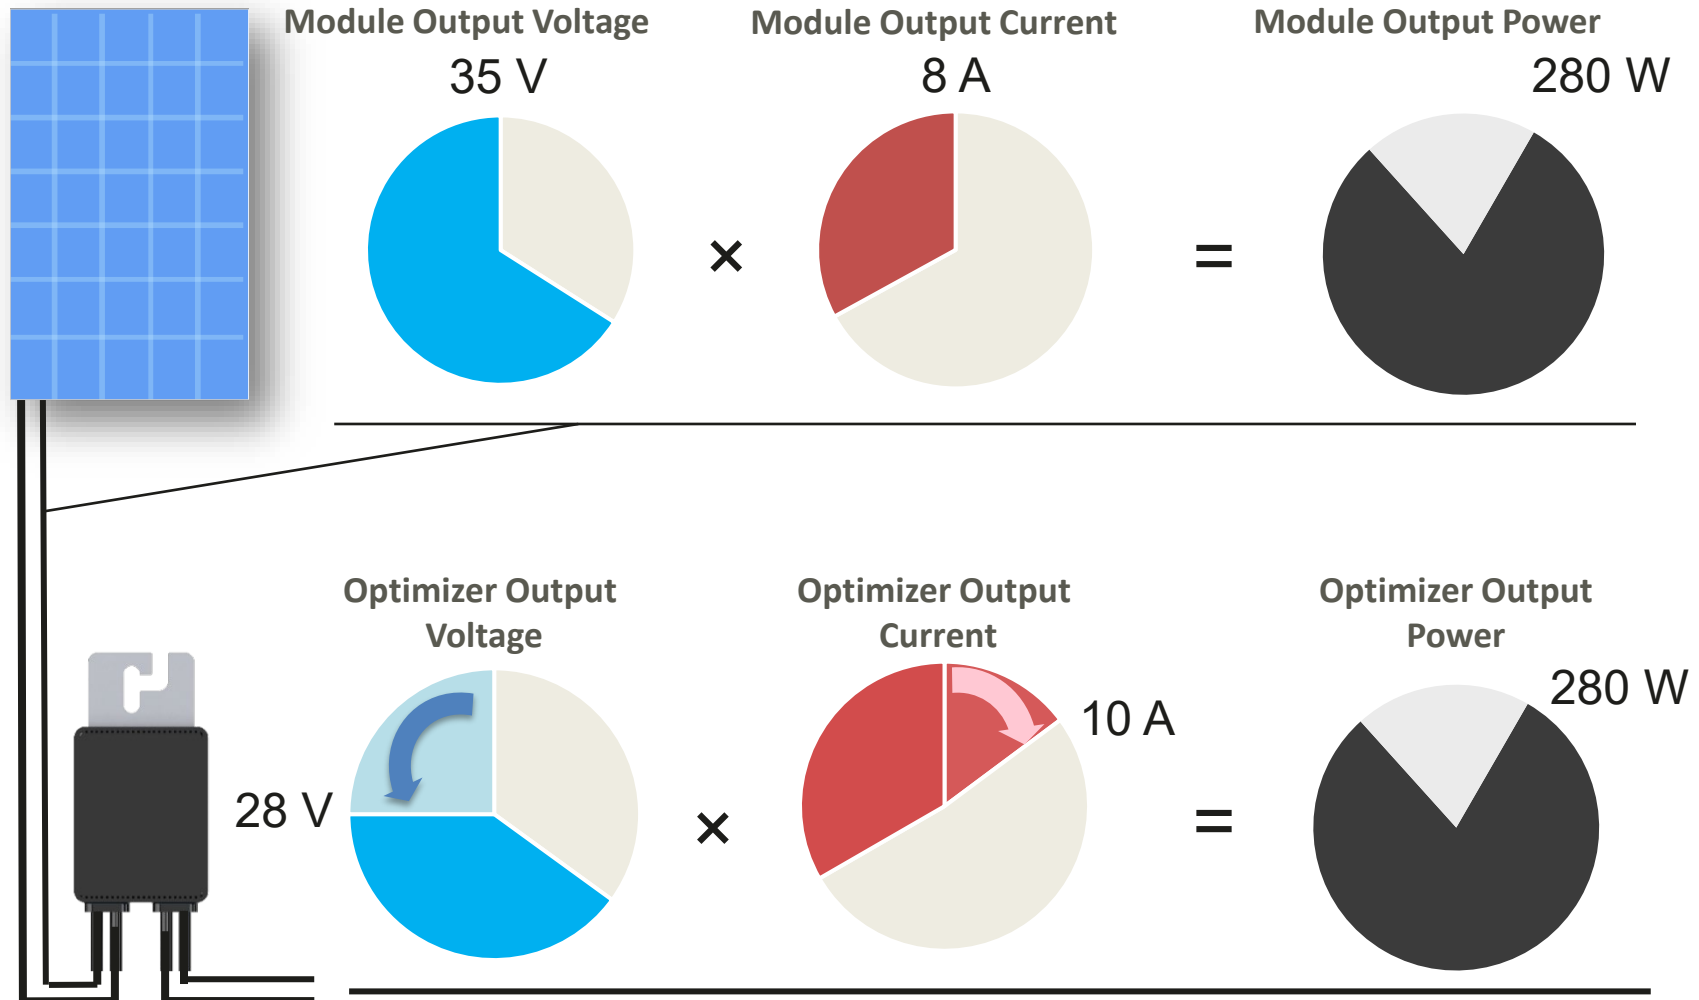 Module Output Voltage
35 V
Module Output Current
8 A
Module Output Power
280 W
×
=
Optimizer Output
Voltage
28 V
Optimizer Output
Current
10 A
Optimizer Output
Power
280 W
×
=